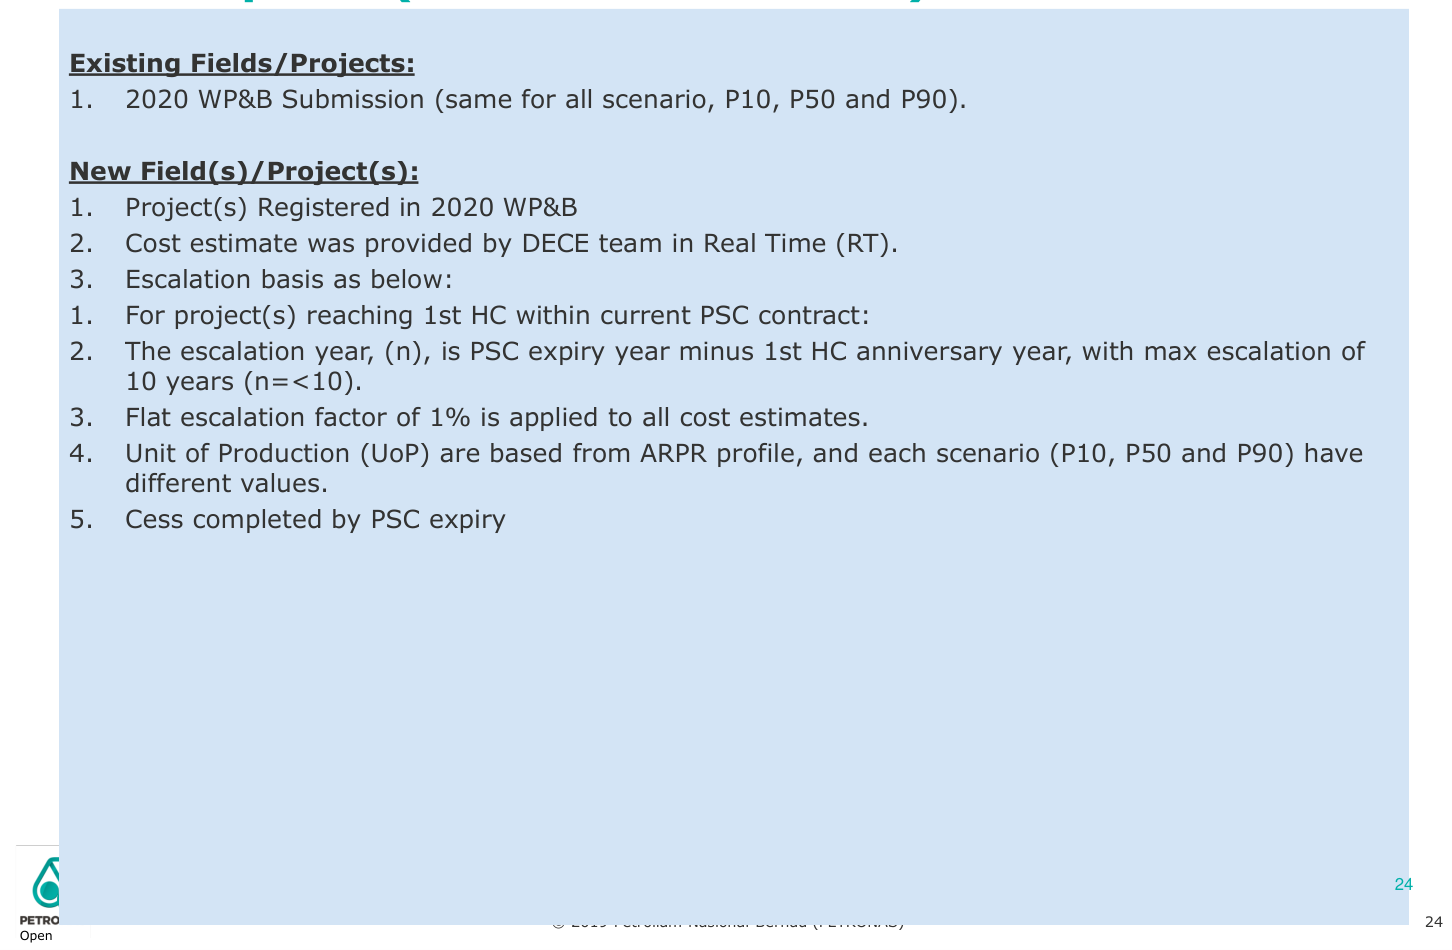 Existing Fields/Projects:
1. 2020 WP&B Submission (same for all scenario, P10, P50 and P90).
New Field(s)/Project(s):
1. Project(s) Registered in 2020 WP&B
2. Cost estimate was provided by DECE team in Real Time (RT).
3. Escalation basis as below:
1. For project(s) reaching 1st HC within current PSC contract:
2. The escalation year, (n), is PSC expiry year minus 1st HC anniversary year, with max escalation of
10 years (n=<10).
3. Flat escalation factor of 1% is applied to all cost estimates.
4. Unit of Production (UoP) are based from ARPR profile, and each scenario (P10, P50 and P90) have
different values.
5. Cess completed by PSC expiry
24
PETRO
© 2019 Petroliam Nasional Berhad (PETRONAS)
24
Open